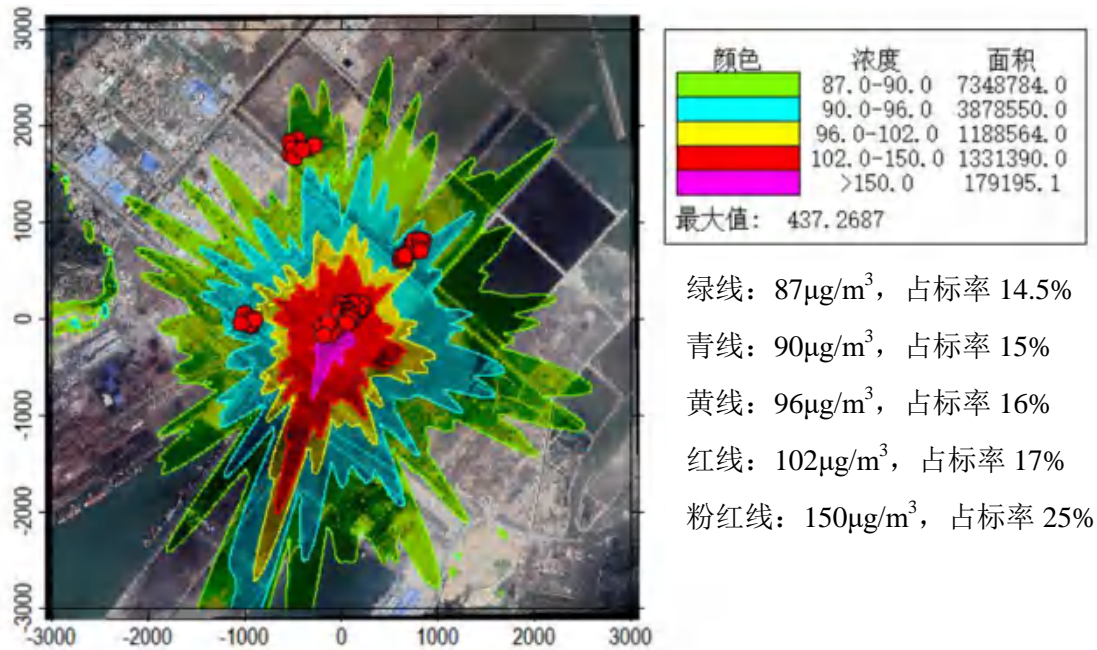 3000
2000
1000
0
-1000
-2000
-3000
-3000 -2000 -1000 0 1000 2000 3000
颜色 浓度 面积
87.0-90.0 7348784.0
90.0-96.0 3878550.0
96.0-102.0 1188564.0
102.0-150.0 1331390.0
>150.0 179195.1
最大值: 437.2687
绿线：87μg/m³，占标率 14.5%
青线：90μg/m³，占标率 15%
黄线：96μg/m³，占标率 16%
红线：102μg/m³，占标率 17%
粉红线：150μg/m³，占标率 25%